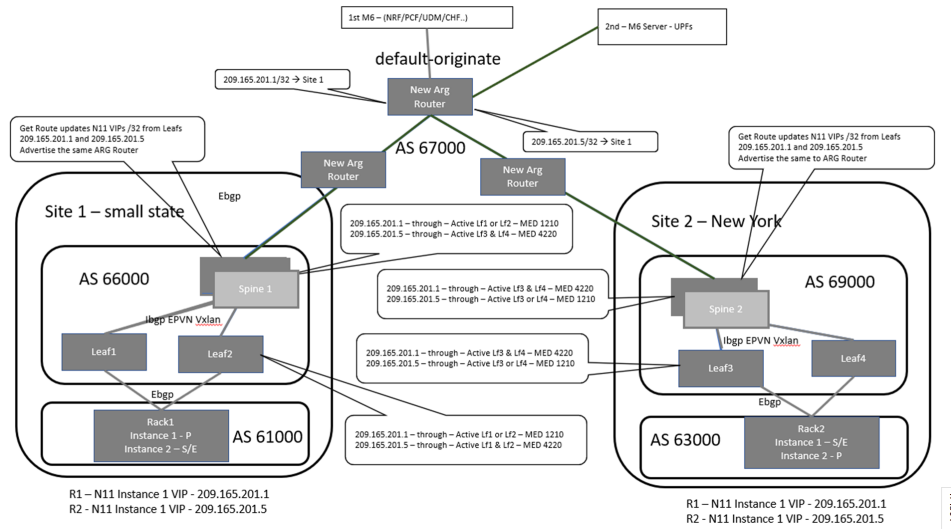 1st M6 – (NRF/PCF/UDM/CHF..)
2nd – M6 Server - UPFs
default-originate
209.165.201.1/32 → Site 1
New Arg
Router
209.165.201.5/32 → Site 1
AS 67000
New Arg
Router
New Arg
Router
Get Route updates N11 VIPs /32 from Leafs
209.165.201.1 and 209.165.201.5
Advertise the same ARG Router
Get Route updates N11 VIPs /32 from Leafs
209.165.201.1 and 209.165.201.5
Advertise the same to ARG Router
Ebgp
Site 1 – small state
209.165.201.1 – through – Active Lf1 or Lf2 – MED 1210
209.165.201.5 – through – Active Lf3 & Lf4 – MED 4220
Site 2 – New York
AS 66000
Spine 1
Ibgp EPVN Vxlan
Leaf1
Leaf2
Ebgp
209.165.201.1 – through – Active Lf3 & Lf4 – MED 4220
209.165.201.5 – through – Active Lf3 or Lf4 – MED 1210
AS 69000
Spine 2
Ibgp EPVN Vxlan
209.165.201.1 – through – Active Lf3 & Lf4 – MED 4220
209.165.201.5 – through – Active Lf3 or Lf4 – MED 1210
Leaf3
Leaf4
Ebgp
Rack1
Instance 1 - P
Instance 2 – S/E
AS 61000
209.165.201.1 – through – Active Lf1 or Lf2 – MED 1210
209.165.201.5 – through – Active Lf1 & Lf2 – MED 4220
AS 63000
Rack2
Instance 1 – S/E
Instance 2 - P
R1 – N11 Instance 1 VIP - 209.165.201.1
R2 - N11 Instance 1 VIP - 209.165.201.5
R1 – N11 Instance 1 VIP - 209.165.201.1
R2 - N11 Instance 1 VIP - 209.165.201.5